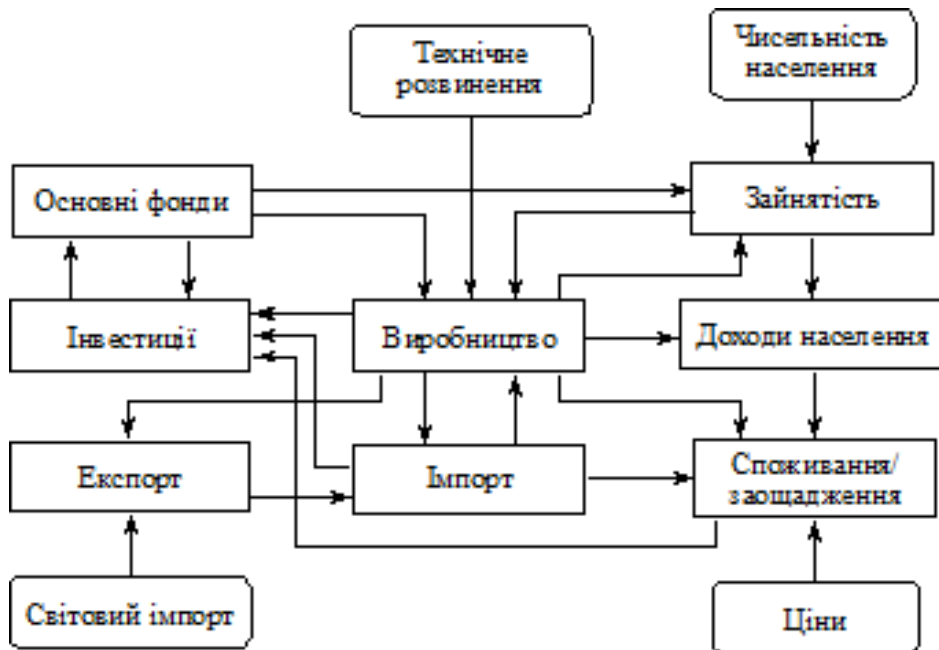 Технічне
розвинення
Чисельність
населення
Основні фонди
Зайнятість
Інвестиції
Виробництво
Доходи населення
Експорт
Імпорт
Споживання/
заощадження
Світовий імпорт
Ціни